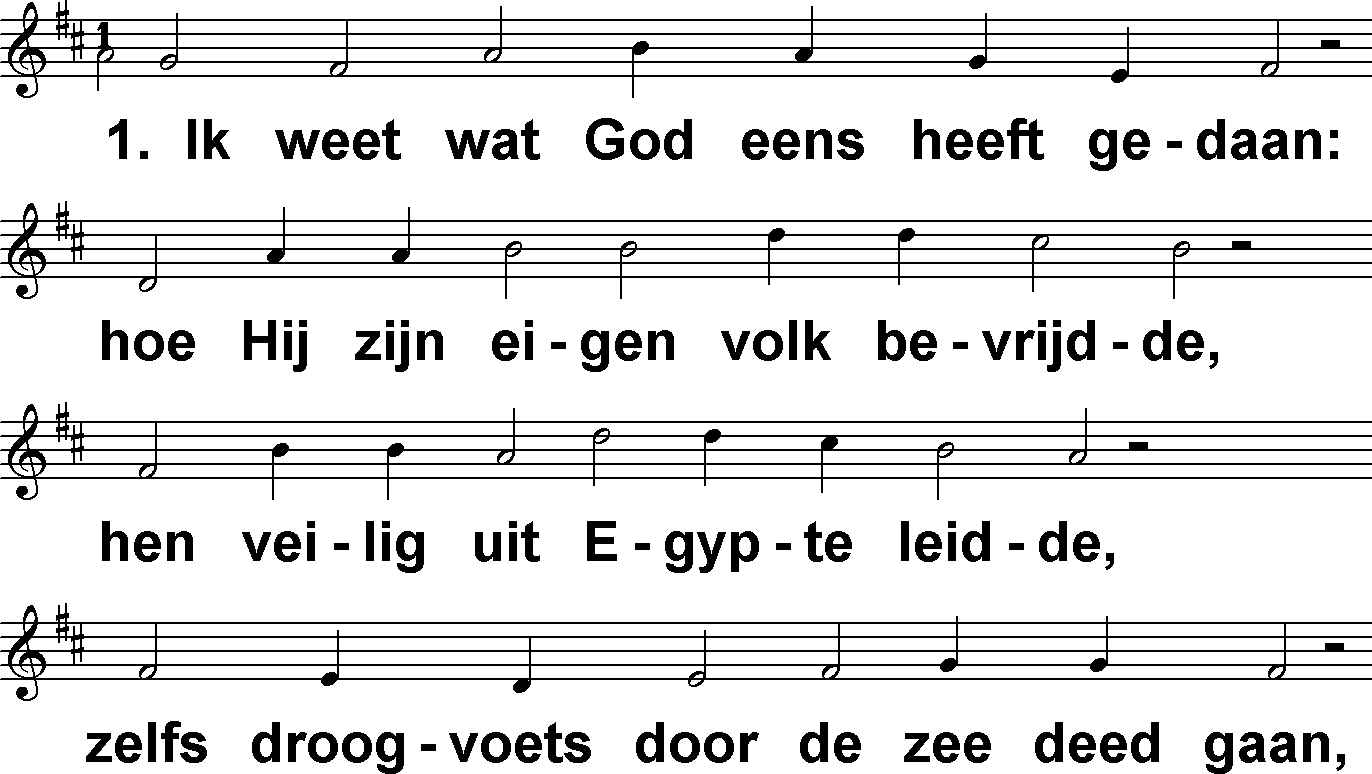 1
1. Ik weet wat God eens heeft ge - daan:
hoe Hij zijn ei - gen volk be - vrijd - de,
hen vei - lig uit E - gyp - te leid - de,
zelfs droog - voets door de zee deed gaan,